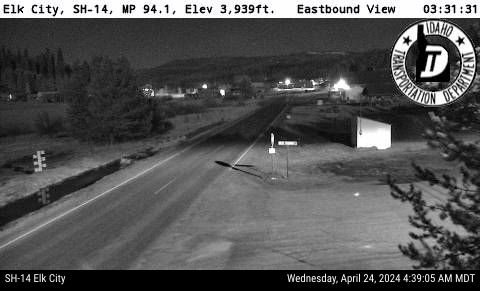 Elk City, SH-14, MP 94.1, Elev 3,939ft. Eastbound View 03:31:31
IDAHO
TRANSPORTATION DEPARTMENT
SH-14 Elk City Wednesday, April 24, 2024 4:39:05 AM MDT